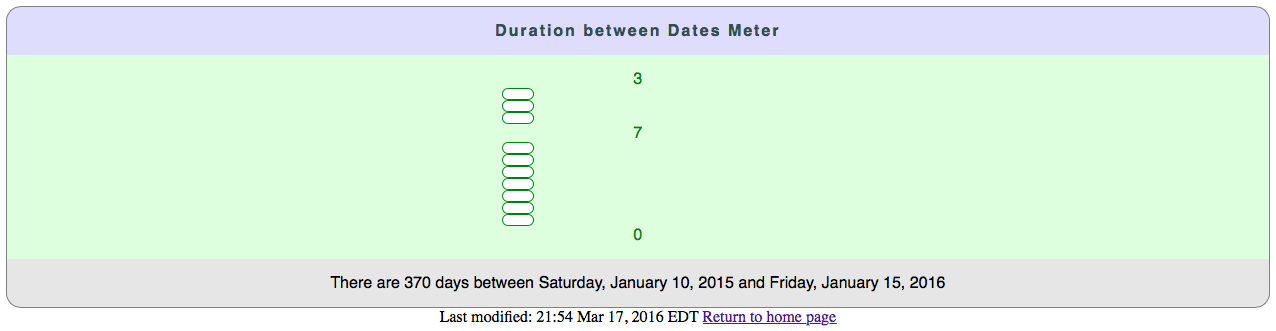 Duration between Dates Meter
3
7
0
There are 370 days between Saturday, January 10, 2015 and Friday, January 15, 2016
Last modified: 21:54 Mar 17, 2016 EDT Return to home page